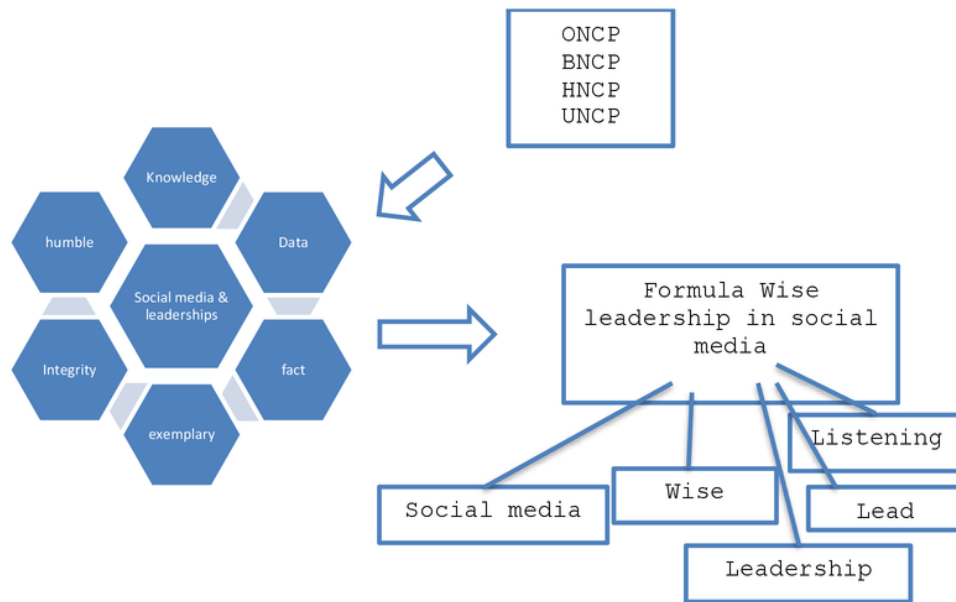 ONCP
BNCP
HNCP
UNCP
Knowledge
humble
Data
Social media &
leaderships
Integrity
fact
exemplary
Formula Wise
leadership in social
media
Listening
Wise
Social media
Lead
Leadership